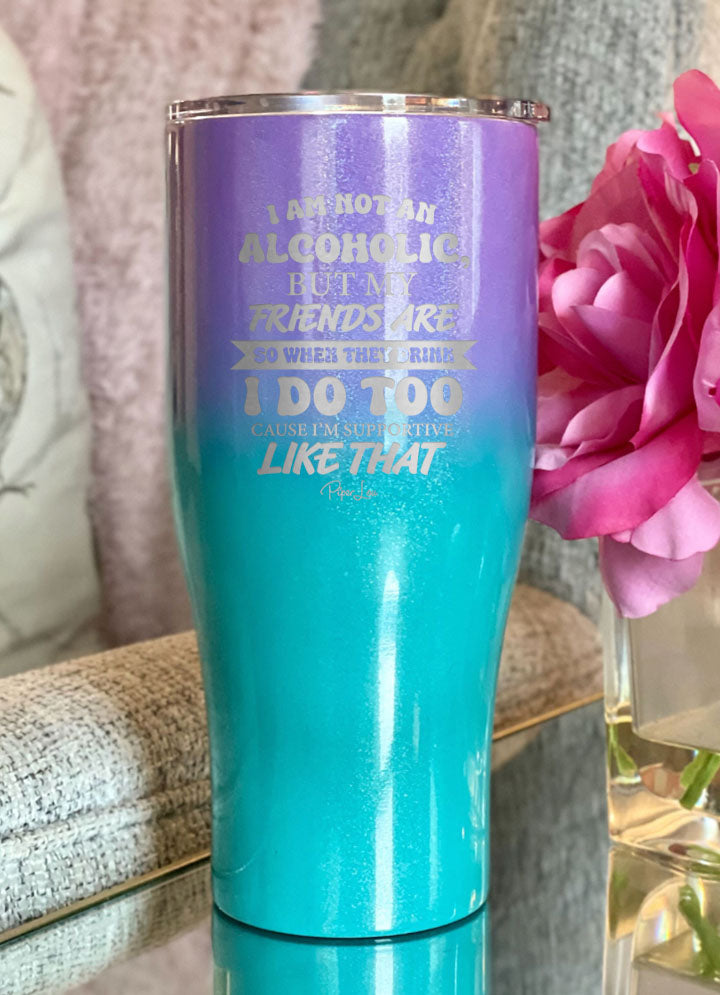 I AM NOT AN
ALCOHOLIC,
BUT MY
FRIENDS ARE
SO WHEN THEY DRINK
I DO TOO
CAUSE I'M SUPPORTIVE
LIKE THAT
Piper Lou